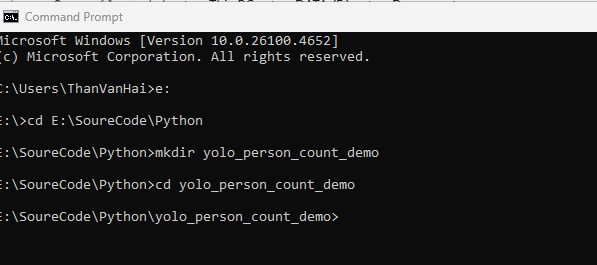 Command Prompt
Microsoft Windows [Version 10.0.26100.4652]
(c) Microsoft Corporation. All rights reserved.
C:\Users\ThanVanHai>e:
E:\>cd E:\SoureCode\Python
E:\SoureCode\Python>mkdir yolo_person_count_demo
E:\SoureCode\Python>cd yolo_person_count_demo
E:\SoureCode\Python\yolo_person_count_demo>